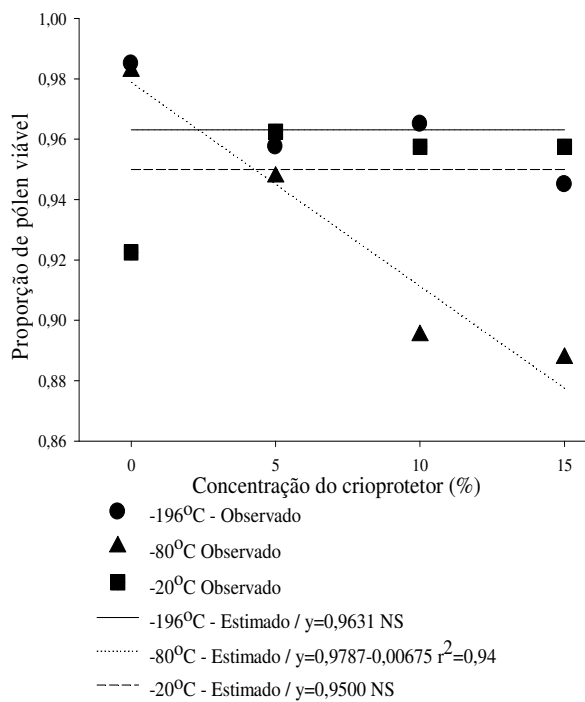 1,00
0,98
0,96
0,94
0,92
0,90
0,88
0,86
Proporção de pólen viável
0 5 10 15
Concentração do crioprotetor (%)
-196ºC - Observado
-80ºC Observado
-20ºC Observado
-196ºC - Estimado / y=0,9631 NS
-80ºC - Estimado / y=0,9787-0,00675 r²=0,94
-20ºC - Estimado / y=0,9500 NS